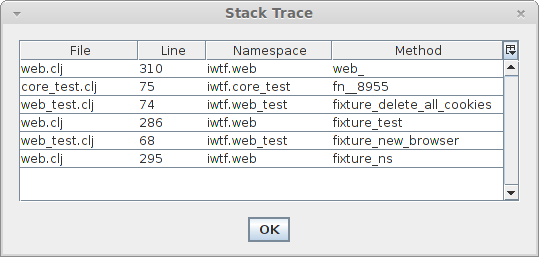 Stack Trace
File Line Namespace Method
web.clj 310 iwtf.web web_
core_test.clj 75 iwtf.core_test fn__8955
web_test.clj 74 iwtf.web_test fixture_delete_all_cookies
web.clj 286 iwtf.web fixture_test
web_test.clj 68 iwtf.web_test fixture_new_browser
web.clj 295 iwtf.web fixture_ns
OK